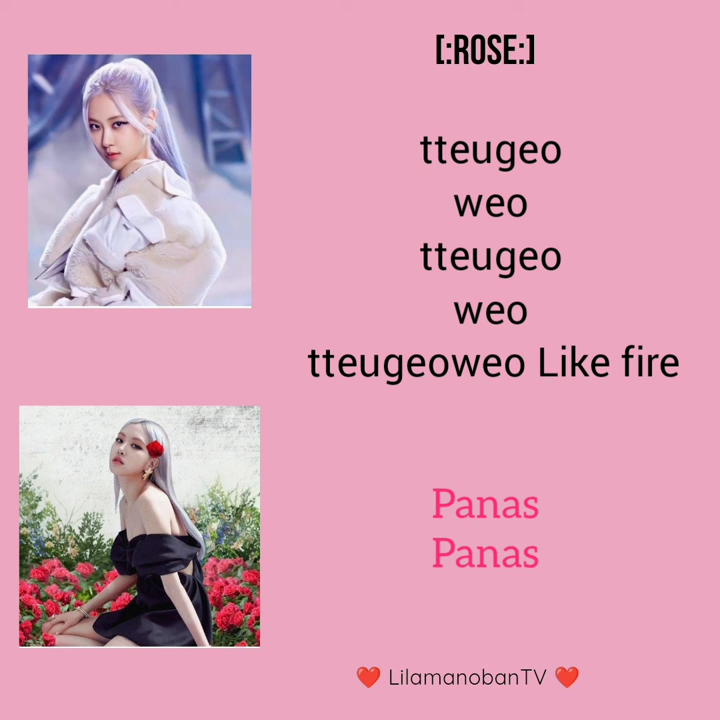 [:ROSE:]
tteugeo
weo
tteugeo
weo
tteugeoweo Like fire
Panas
Panas
❤️ LilamanobanTV ❤️